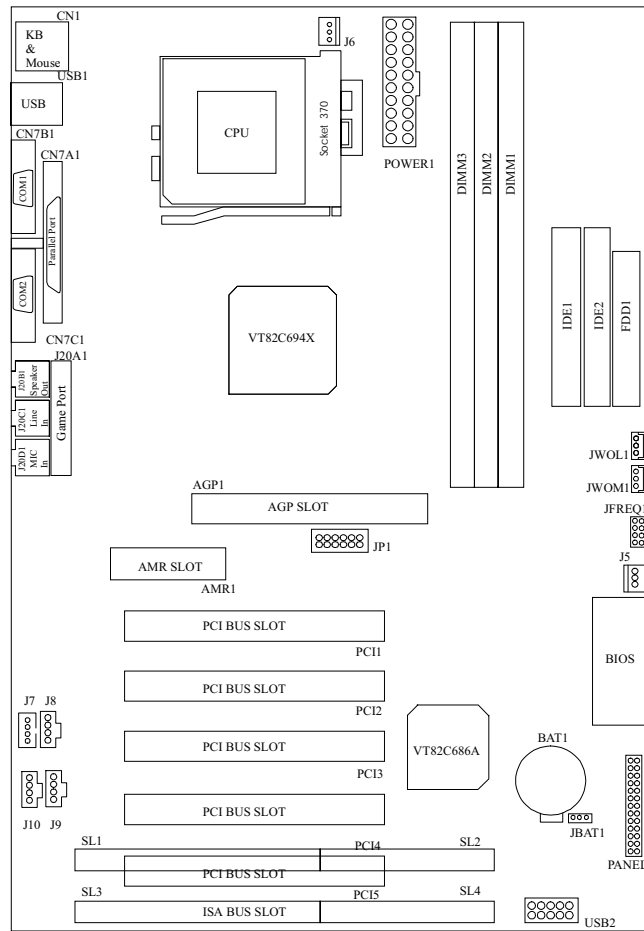 CN1
KB
&
Mouse
USB1
USB
CN7B1
CN7A1
COM1
Parallel Port
COM2
CN7C1
J20A1
J20B1
Speaker
Out
J20C1
Line
In
J20D1
MIC
In
Game Port
J6
CPU
Socket 370
POWER1
DIMM3
DIMM2
DIMM1
IDE1
IDE2
FDD1
VT82C694X
JWOL1
JWOM1
JFREQ1
J5
AGP1
AGP SLOT
JP1
AMR SLOT
AMR1
BIOS
PCI BUS SLOT
PCI1
PCI BUS SLOT
PCI2
PCI BUS SLOT
PCI3
PCI BUS SLOT
PCI4
J7
J8
J10
J9
VT82C686A
BAT1
JBAT1
PANEL
SL1
SL2
PCI BUS SLOT
PCI5
SL3
SL4
ISA BUS SLOT
USB2